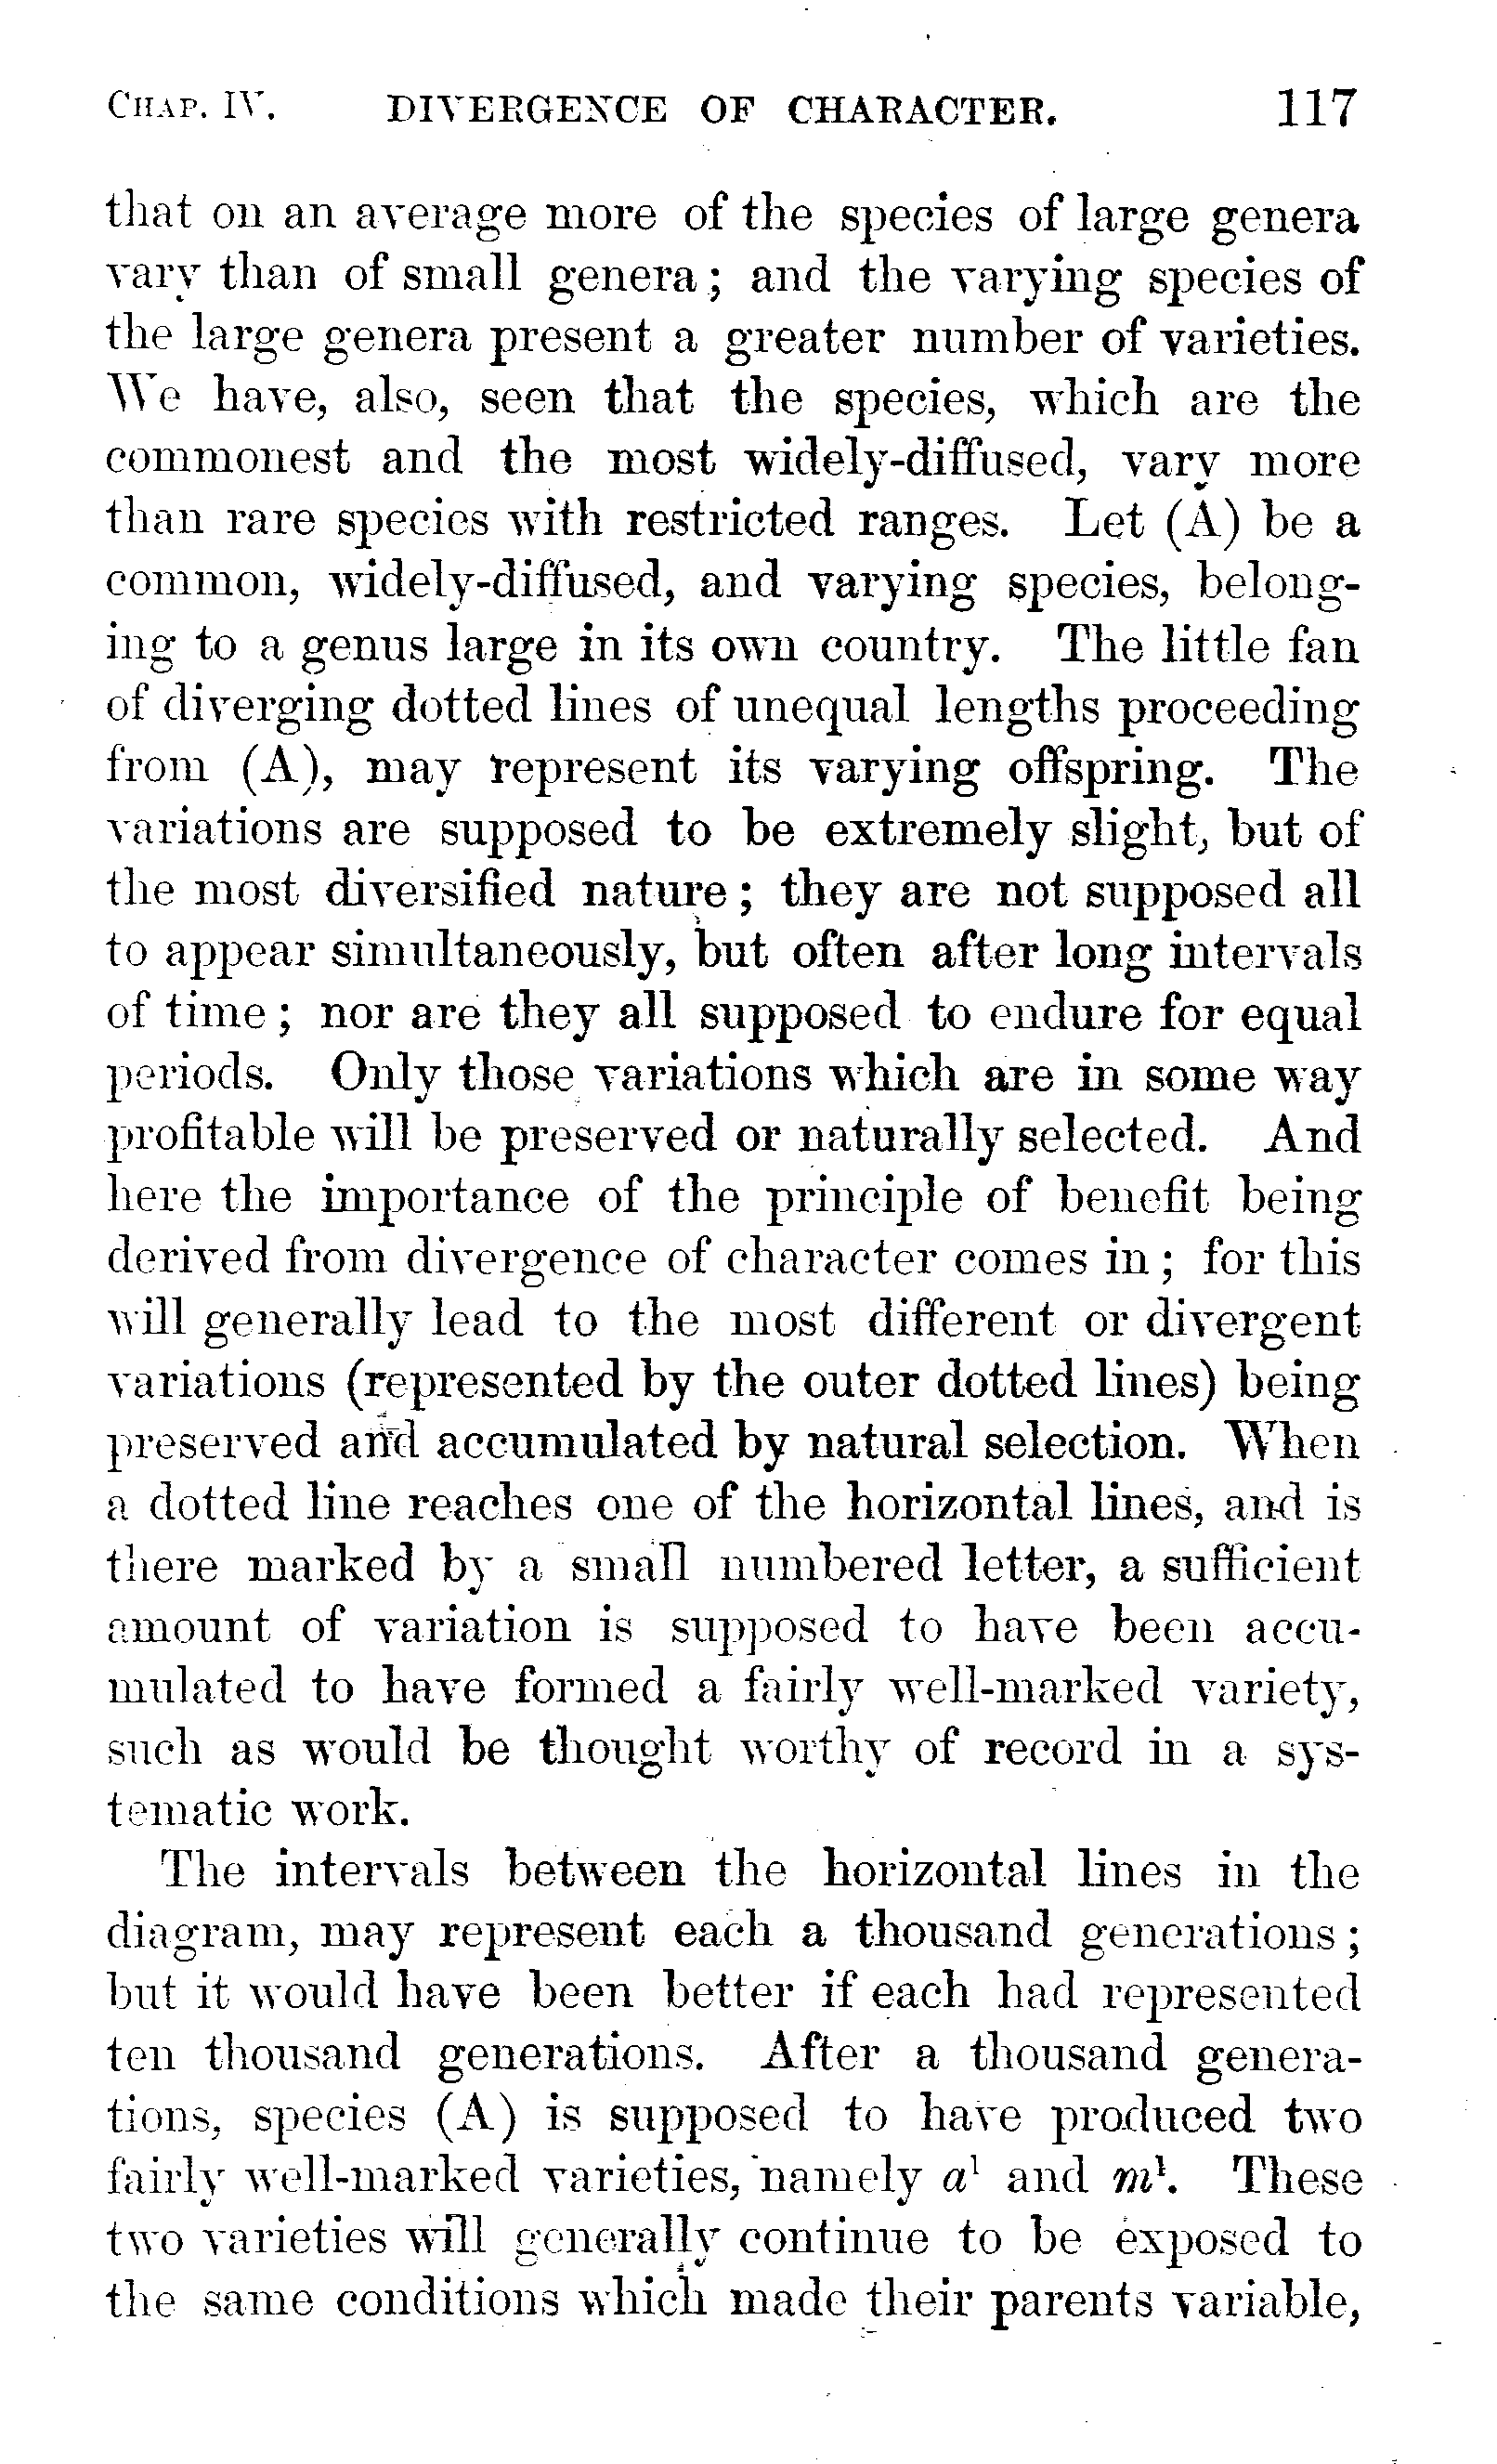 CHAP. IV. DIVERGENCE OF CHARACTER. 117
that on an average more of the species of large genera
vary than of small genera; and the varying species of
the large genera present a greater number of varieties.
We have, also, seen that the species, which are the
commonest and the most widely-diffused, vary more
than rare species with restricted ranges. Let (A) be a
common, widely-diffused, and varying species, belong-
ing to a genus large in its own country. The little fan
of diverging dotted lines of unequal lengths proceeding
from (A), may represent its varying offspring. The
variations are supposed to be extremely slight, but of
the most diversified nature; they are not supposed all
to appear simultaneously, but often after long intervals
of time; nor are they all supposed to endure for equal
periods. Only those variations which are in some way
profitable will be preserved or naturally selected. And
here the importance of the principle of benefit being
derived from divergence of character comes in; for this
will generally lead to the most different or divergent
variations (represented by the outer dotted lines) being
preserved and accumulated by natural selection. When
a dotted line reaches one of the horizontal lines, and is
there marked by a small numbered letter, a sufficient
amount of variation is supposed to have been accu-
mulated to have formed a fairly well-marked variety,
such as would be thought worthy of record in a sys-
tematic work.
The intervals between the horizontal lines in the
diagram, may represent each a thousand generations;
but it would have been better if each had represented
ten thousand generations. After a thousand genera-
tions, species (A) is supposed to have produced two
fairly well-marked varieties, namely a¹ and m¹. These
two varieties will generally continue to be exposed to
the same conditions which made their parents variable,